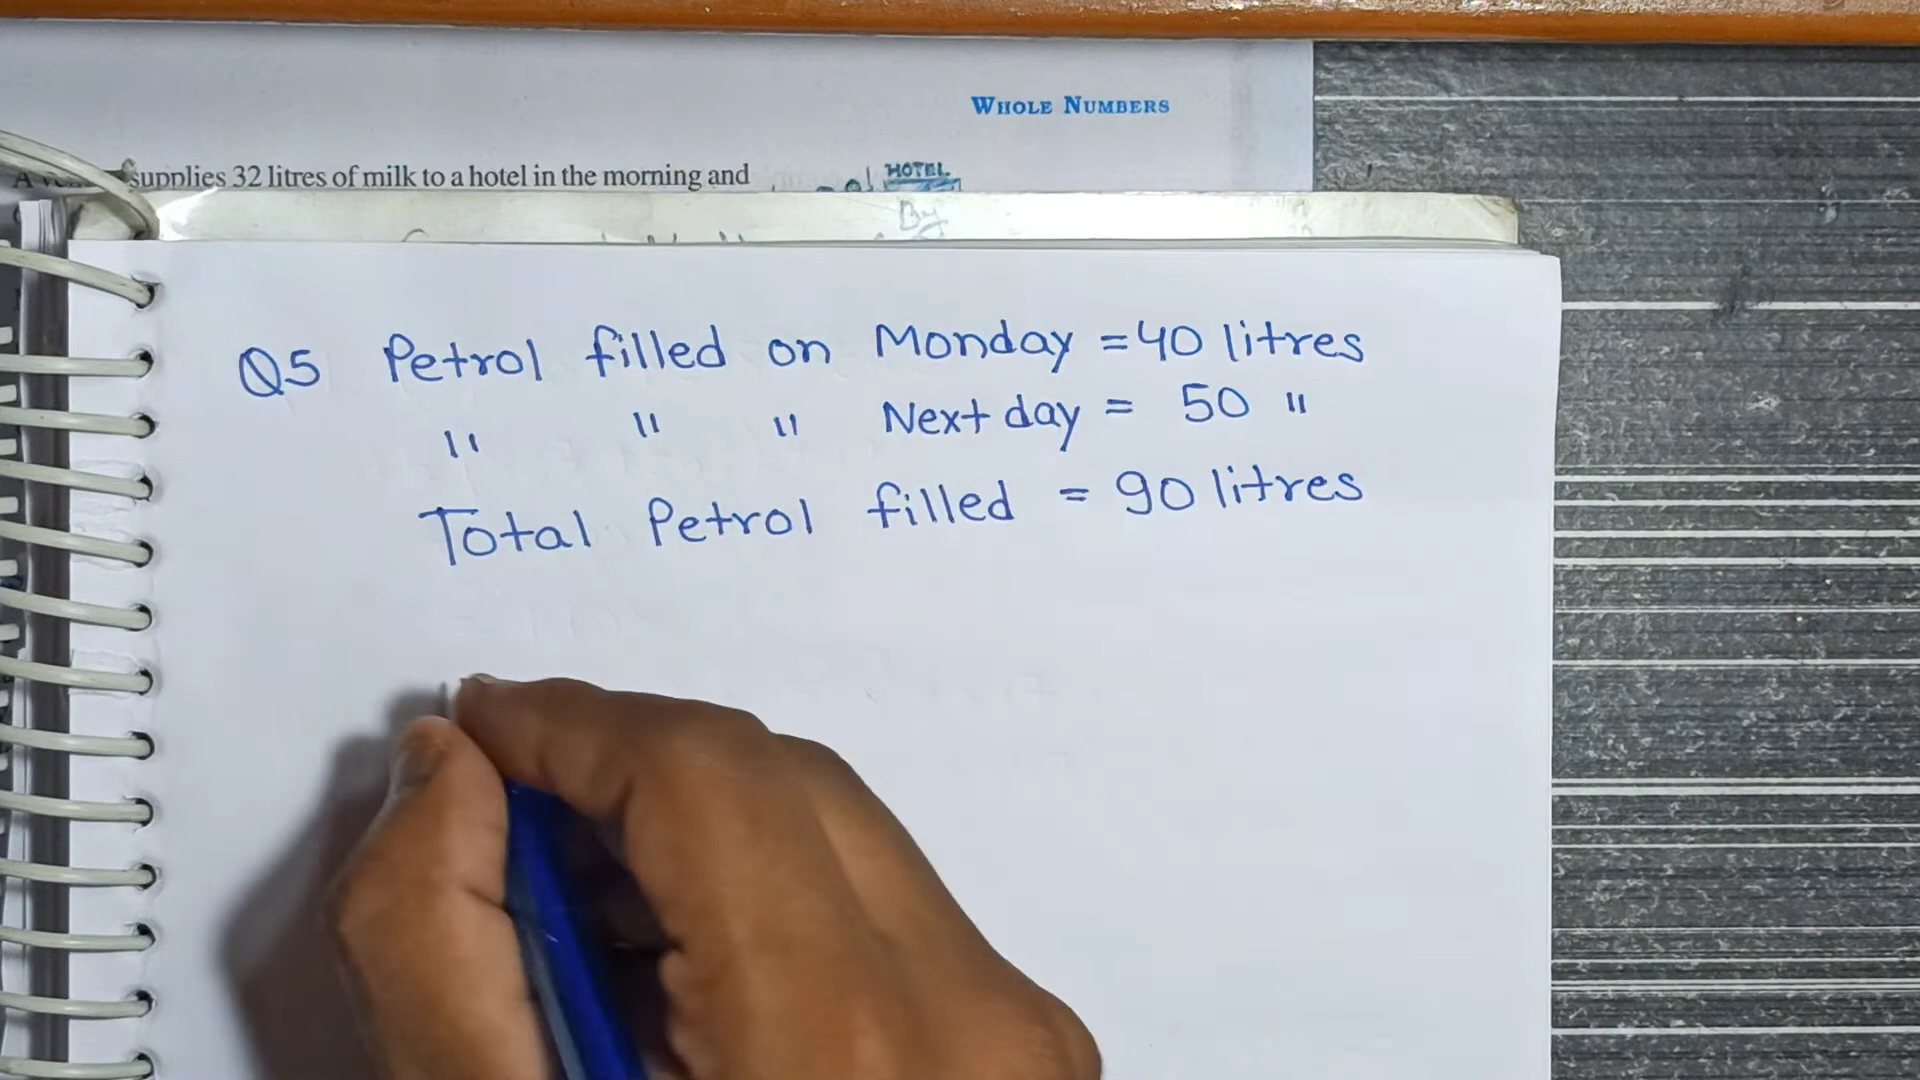 WHOLE NUMBERS
supplies 32 litres of milk to a hotel in the morning and
HOTEL
By
Q5 Petrol filled on Monday = 40 litres
" " " Next day = 50 "
Total Petrol filled = 90 litres